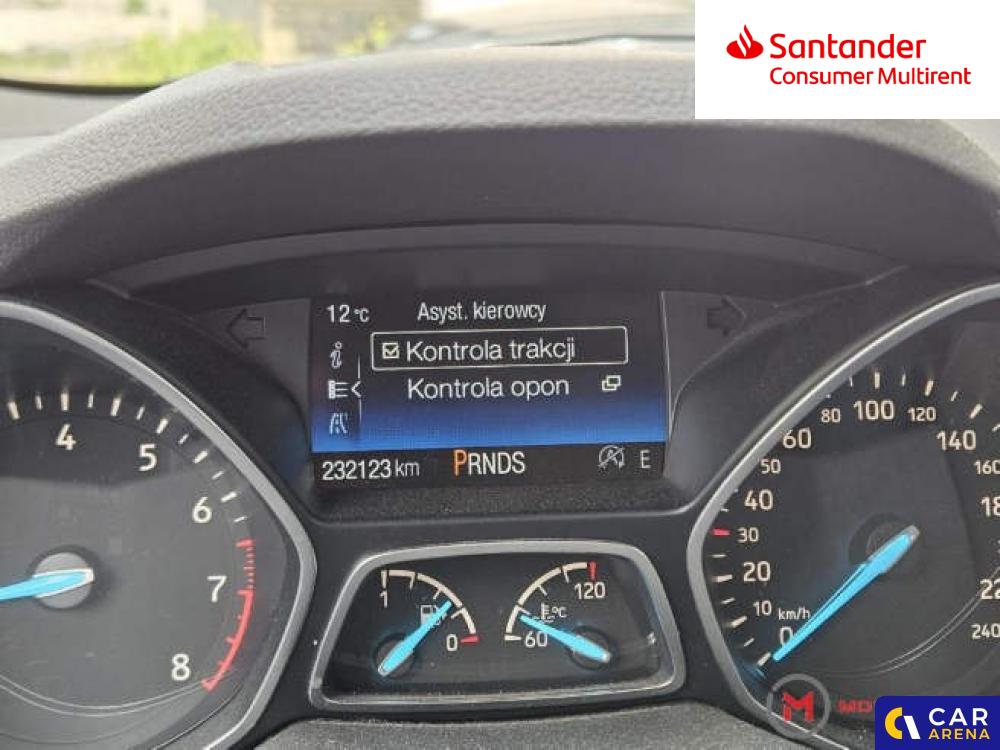 Santander
Consumer Multirent
12 °C
Asyst. kierowcy
Kontrola trakcji
Kontrola opon
232123 km
PRNDS
E
4
5
6
7
8
1
0
°C
60
120
0
10
20
30
40
50
60
80
100
120
140
km/h
240
M
CAR
ARENA